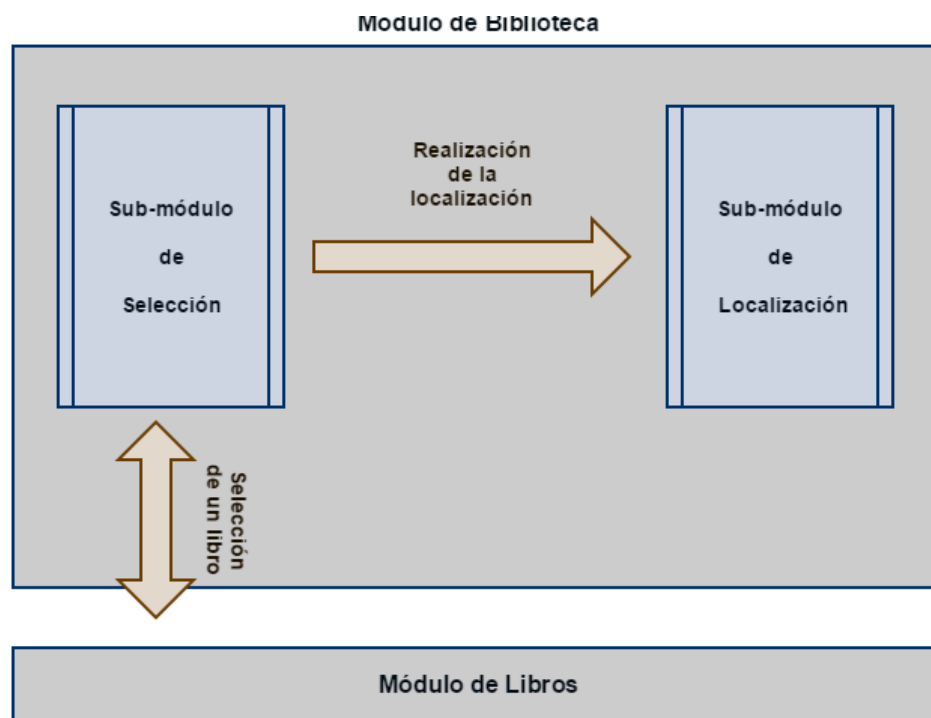 Módulo de Biblioteca
Sub-módulo
de
Selección
Realización
de la
localización
Sub-módulo
de
Localización
Selección
de un libro
Módulo de Libros